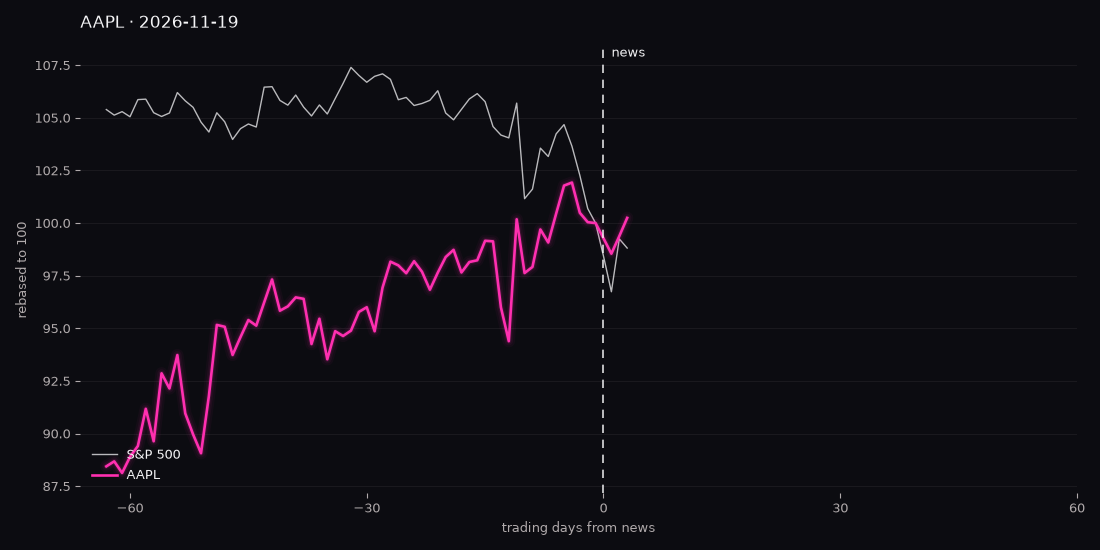 AAPL · 2026-11-19
news
107.5
105.0
102.5
100.0
97.5
95.0
92.5
90.0
87.5
rebased to 100
S&P 500
AAPL
−60
−30
0
30
60
trading days from news